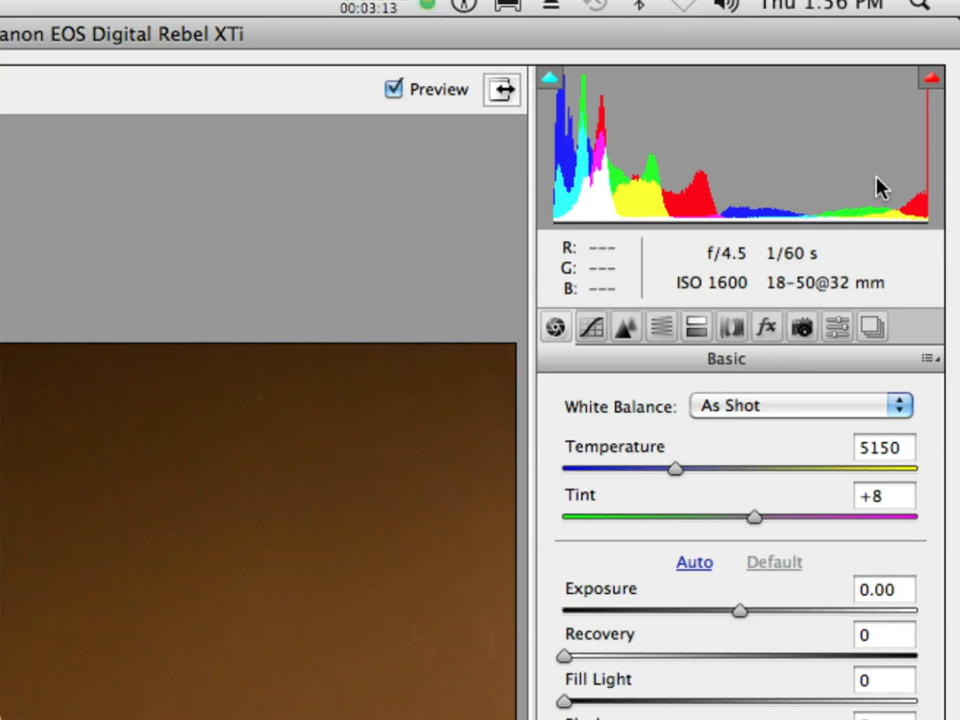 00:03:13
Thu 1:56 PM
anon EOS Digital Rebel XTi
Preview
R: ---
G: ---
B: ---
f/4.5 1/60 s
ISO 1600 18-50@32 mm
fx
Basic
White Balance: As Shot
Temperature 5150
Tint +8
Auto Default
Exposure 0.00
Recovery 0
Fill Light 0